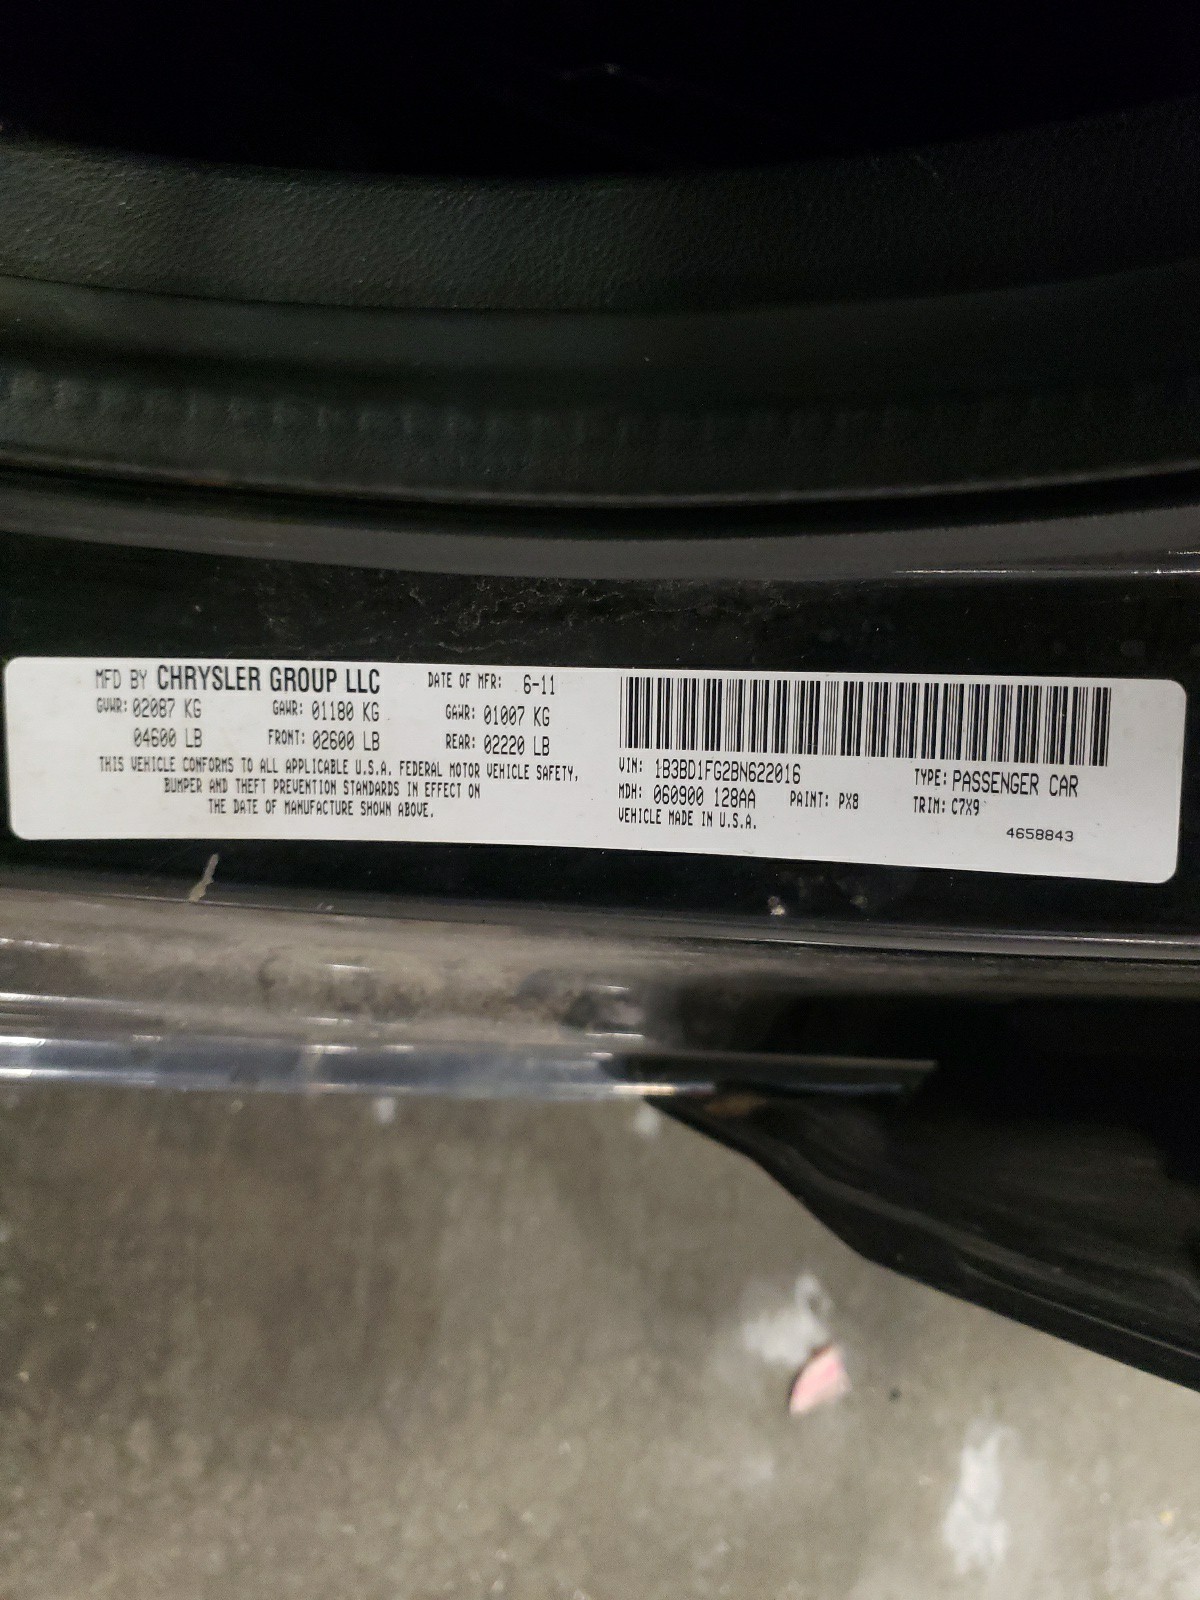 MFD BY CHRYSLER GROUP LLC DATE OF MFR: 6-11
GVWR: 02087 KG GAWR: 01180 KG GAWR: 01007 KG
04600 LB FRONT: 02600 LB REAR: 02220 LB
THIS VEHICLE CONFORMS TO ALL APPLICABLE U.S.A. FEDERAL MOTOR VEHICLE SAFETY,
BUMPER AND THEFT PREVENTION STANDARDS IN EFFECT ON
THE DATE OF MANUFACTURE SHOWN ABOVE.
VIN: 1B3BD1FG2BN622016 TYPE: PASSENGER CAR
MDH: 060900 128AA PAINT: PX8 TRIM: C7X9
VEHICLE MADE IN U.S.A.
4658843